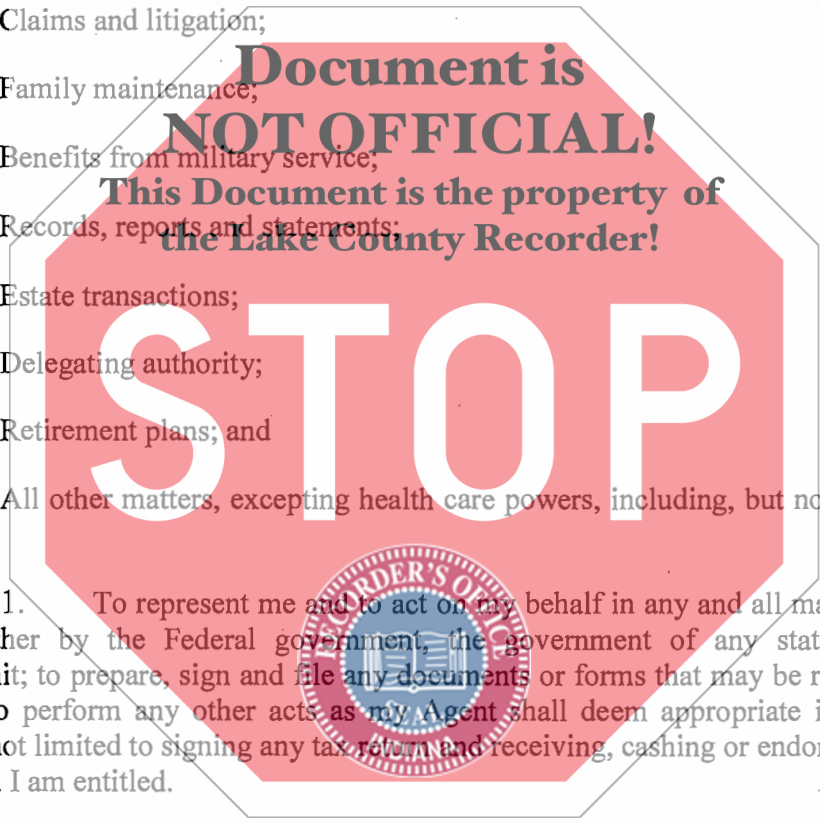 Claims and litigation;
Document is
Family maintenance;
NOT OFFICIAL!
Benefits from military service;
This Document is the property of
Records, reports and statements;
the Lake County Recorder!
Estate transactions;
STOP
Delegating authority;
Retirement plans; and
All other matters, excepting health care powers, including, but no
RECORDER'S OFFICE
1. To represent me and to act on my behalf in any and all ma
her by the Federal government, the government of any stat
it; to prepare, sign and file any documents or forms that may be r
o perform any other acts as my Agent shall deem appropriate i
SEAL
ot limited to signing any tax return and receiving, cashing or endor
INDIANA
I am entitled.